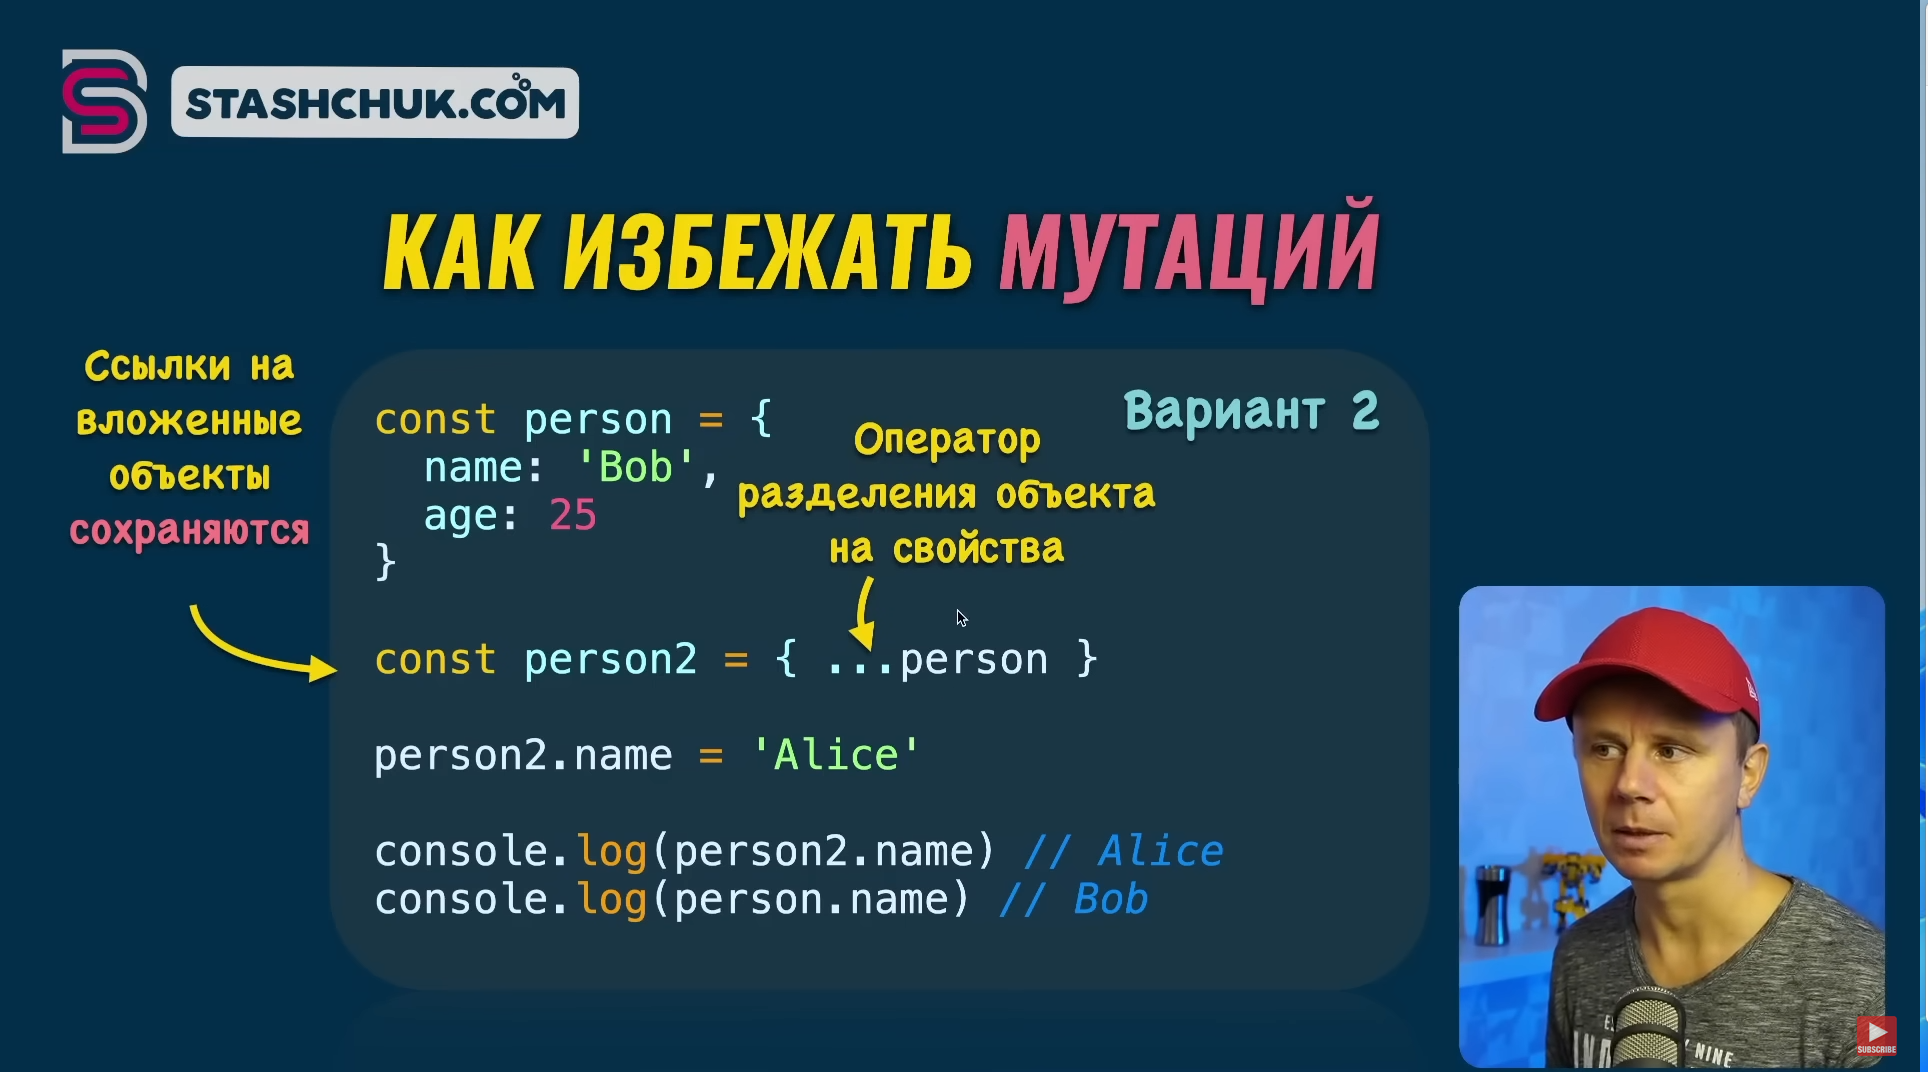 STASHCHUK.COM
КАК ИЗБЕЖАТЬ МУТАЦИЙ
Ссылки на
вложенные
объекты
сохраняются
Вариант 2
const person = {
name: 'Bob',
age: 25
}
Оператор
разделения объекта
на свойства
const person2 = { ...person }
person2.name = 'Alice'
console.log(person2.name) // Alice
console.log(person.name) // Bob
SUBSCRIBE